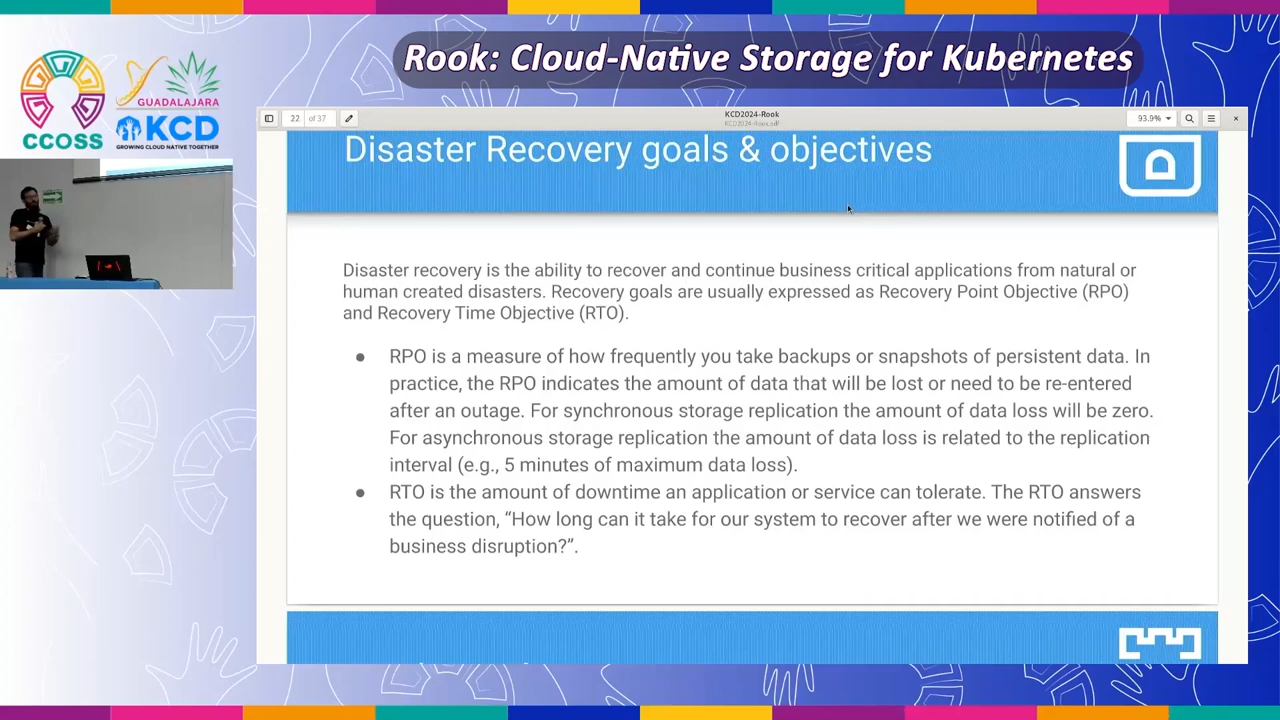 Rook: Cloud-Native Storage for Kubernetes
CCOSS
GUADALAJARA
KCD
GROWING CLOUD NATIVE TOGETHER
22 of 37
KCD2024-Rook
KCD2024-Rook.pdf
93.9%
Disaster Recovery goals & objectives
Disaster recovery is the ability to recover and continue business critical applications from natural or
human created disasters. Recovery goals are usually expressed as Recovery Point Objective (RPO)
and Recovery Time Objective (RTO).
● RPO is a measure of how frequently you take backups or snapshots of persistent data. In
practice, the RPO indicates the amount of data that will be lost or need to be re-entered
after an outage. For synchronous storage replication the amount of data loss will be zero.
For asynchronous storage replication the amount of data loss is related to the replication
interval (e.g., 5 minutes of maximum data loss).
● RTO is the amount of downtime an application or service can tolerate. The RTO answers
the question, “How long can it take for our system to recover after we were notified of a
business disruption?”.